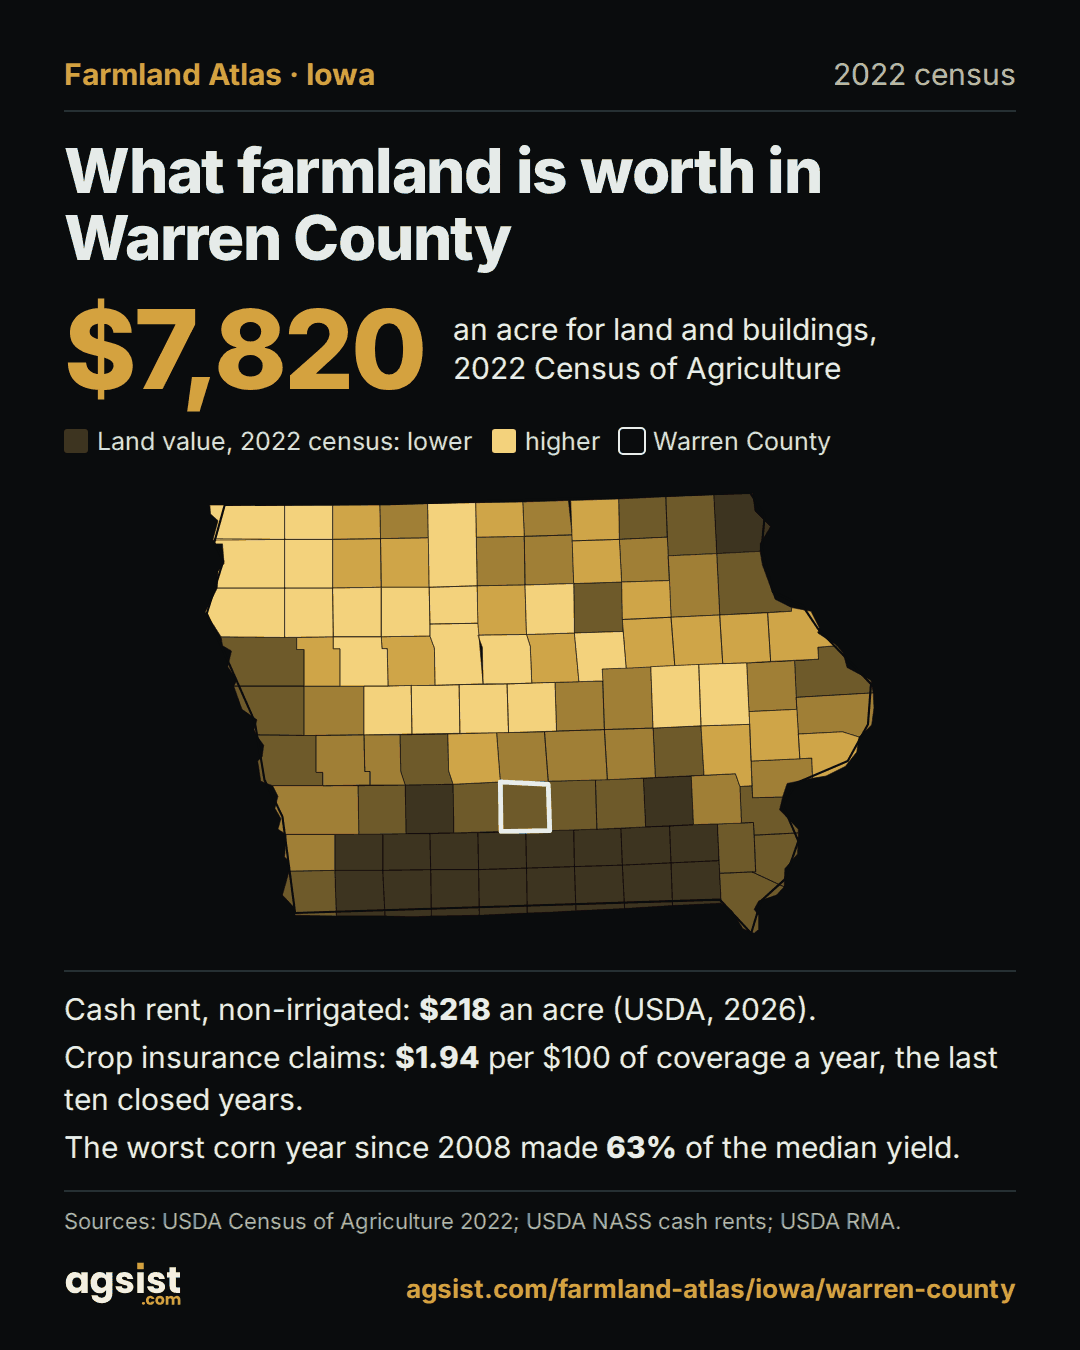 Farmland Atlas · Iowa
2022 census
What farmland is worth in
Warren County
$7,820
an acre for land and buildings,
2022 Census of Agriculture
Land value, 2022 census: lower
higher
Warren County
Cash rent, non-irrigated: $218 an acre (USDA, 2026).
Crop insurance claims: $1.94 per $100 of coverage a year, the last
ten closed years.
The worst corn year since 2008 made 63% of the median yield.
Sources: USDA Census of Agriculture 2022; USDA NASS cash rents; USDA RMA.
agsist
.com
agsist.com/farmland-atlas/iowa/warren-county